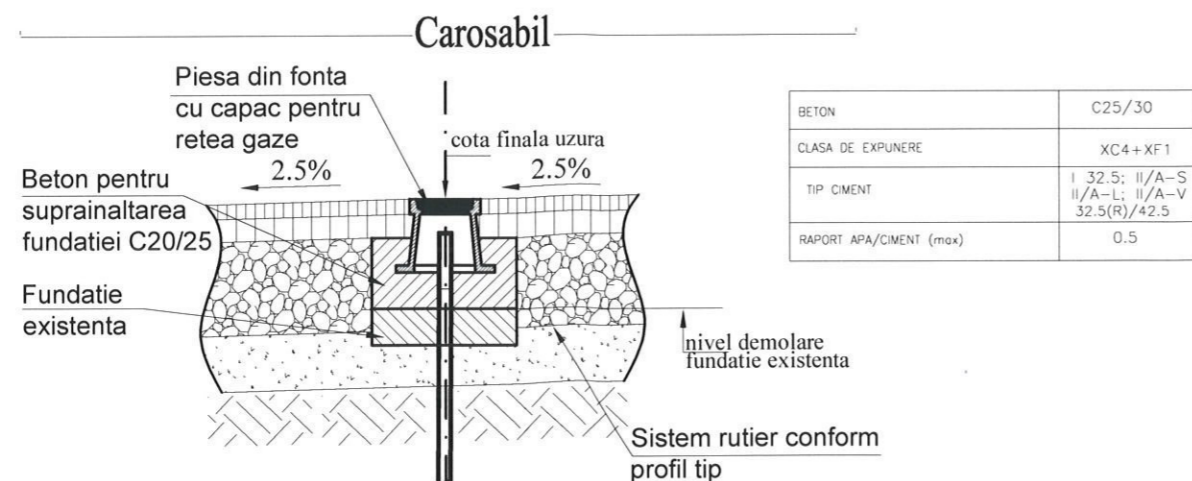 Carosabil
Piesa din fonta
cu capac pentru
retea gaze
cota finala uzura
2.5%
2.5%
Beton pentru
suprainaltarea
fundatiei C20/25
Fundatie
existenta
nivel demolare
fundatie existenta
Sistem rutier conform
profil tip
BETON
C25/30
CLASA DE EXPUNERE
XC4+XF1
TIP CIMENT
I 32.5; II/A-S
II/A-L; II/A-V
32.5(R)/42.5
RAPORT APA/CIMENT (max)
0.5